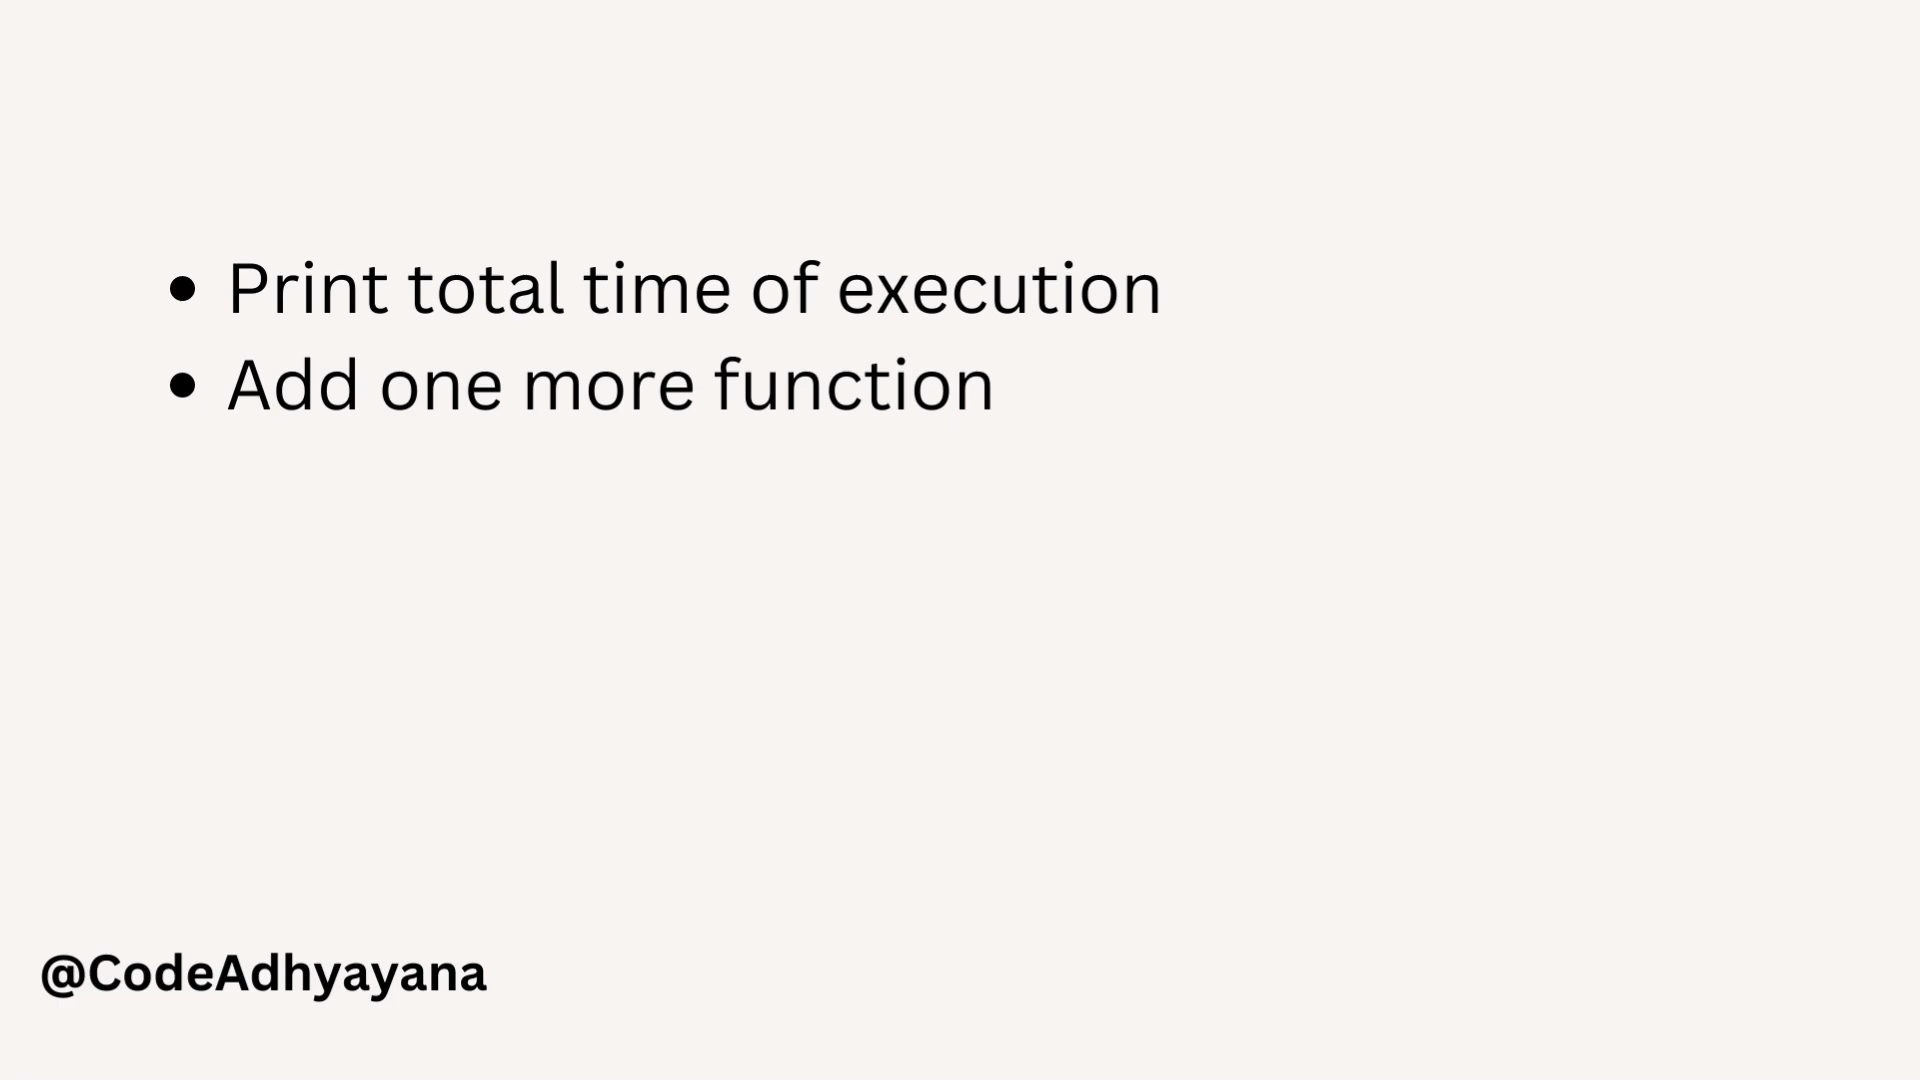 • Print total time of execution
• Add one more function
@CodeAdhyayana